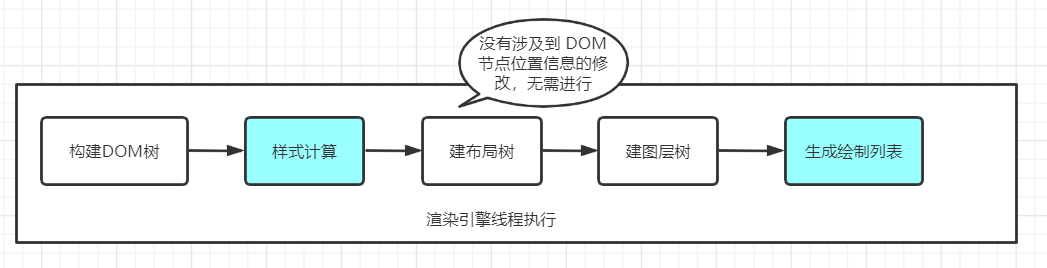 没有涉及到 DOM
节点位置信息的修
改，无需进行
构建DOM树
样式计算
建布局树
建图层树
生成绘制列表
渲染引擎线程执行